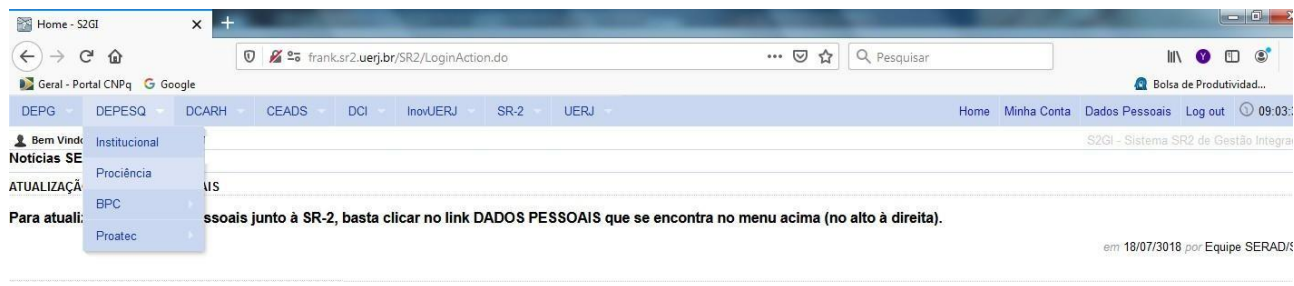 Home - S2GI
frank.sr2.uerj.br/SR2/LoginAction.do
Pesquisar
Geral - Portal CNPq Google
Bolsa de Produtividad...
DEPG DEPESQ DCARH CEADS DCI InovUERJ SR-2 UERJ Home Minha Conta Dados Pessoais Log out 09:03:
Bem Vindo
Institucional
S2GI - Sistema SR2 de Gestão Integra
Notícias SE
Prociência
ATUALIZAÇÃ AIS
BPC
Para atuali ssoais junto à SR-2, basta clicar no link DADOS PESSOAIS que se encontra no menu acima (no alto à direita).
Proatec
em 18/07/3018 por Equipe SERAD/S